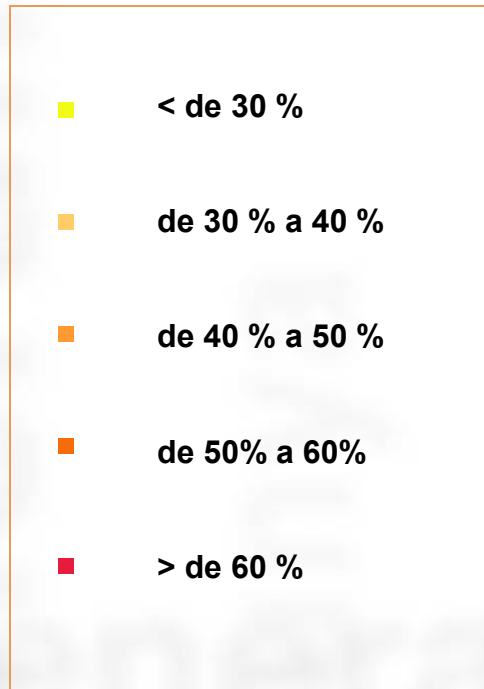 < de 30 %
de 30 % a 40 %
de 40 % a 50 %
de 50% a 60%
> de 60 %